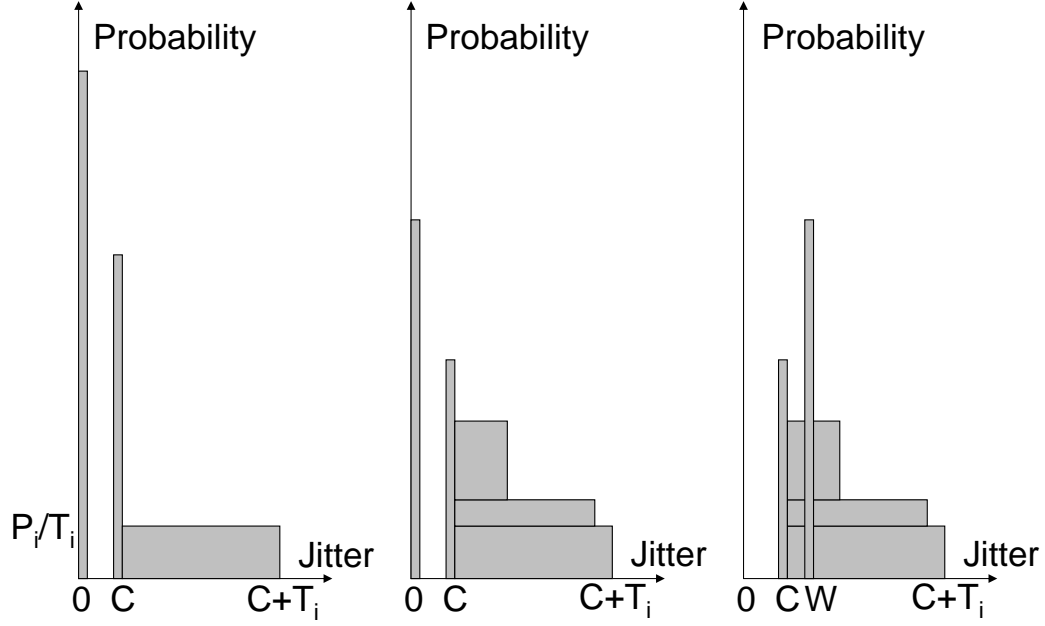 Probability Probability Probability
P_i/T_i
Jitter Jitter Jitter
0 C C+T_i 0 C C+T_i 0 C W C+T_i